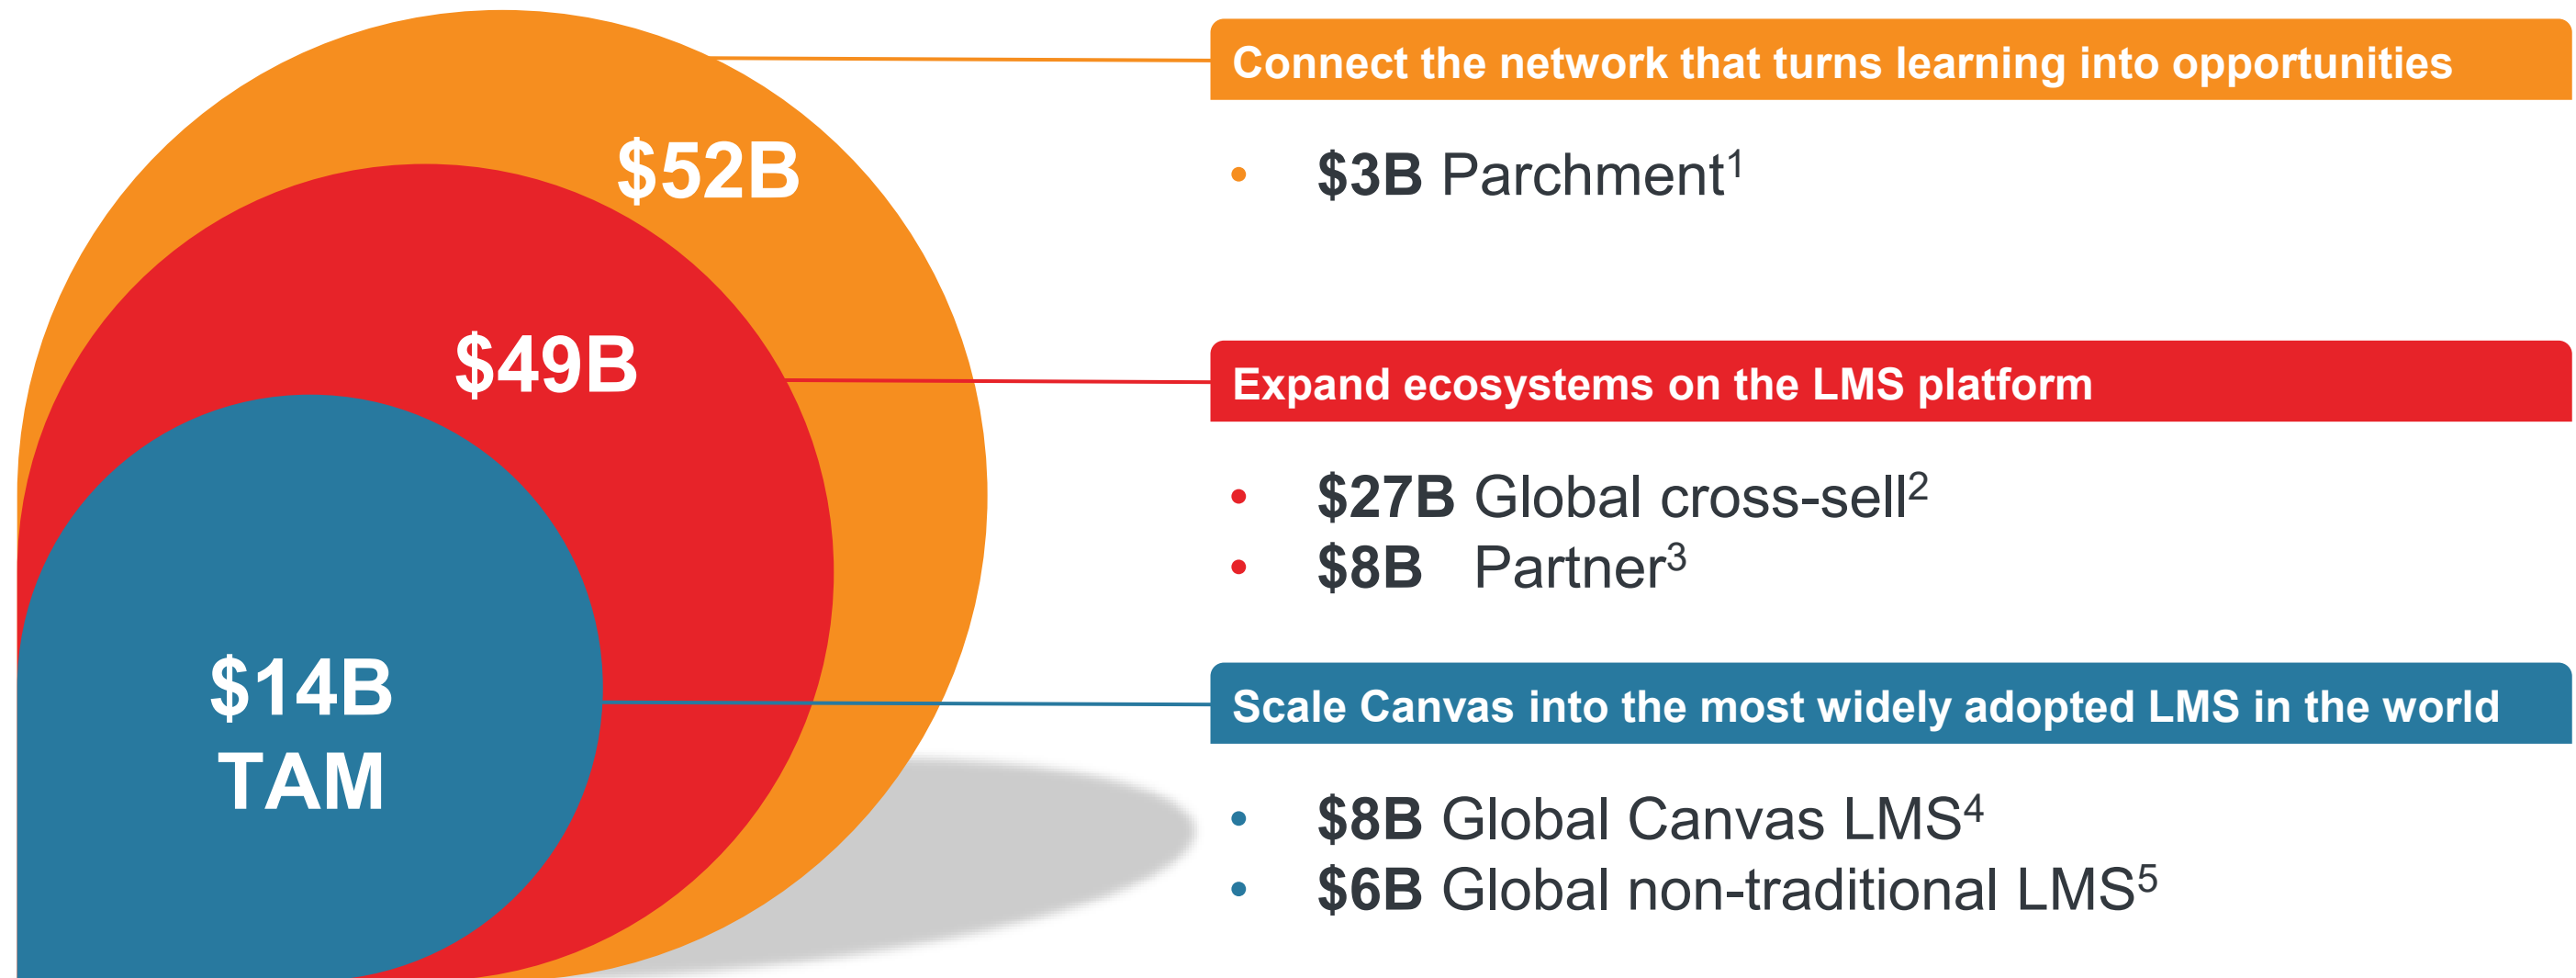 $52B
$49B
$14B
TAM
Connect the network that turns learning into opportunities
• $3B Parchment¹
Expand ecosystems on the LMS platform
• $27B Global cross-sell²
• $8B Partner³
Scale Canvas into the most widely adopted LMS in the world
• $8B Global Canvas LMS⁴
• $6B Global non-traditional LMS⁵